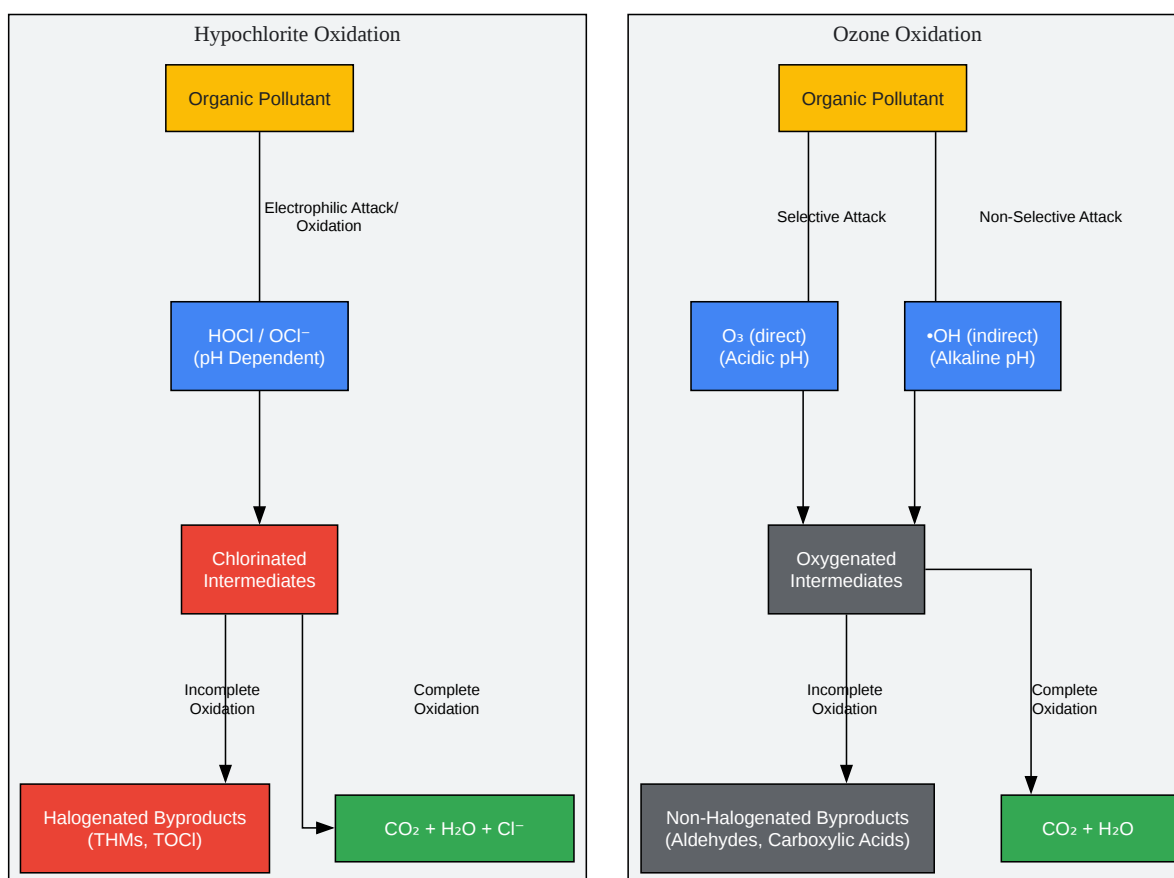 Hypochlorite Oxidation
Organic Pollutant
Electrophilic Attack/
Oxidation
HOCl / OCl⁻
(pH Dependent)
Chlorinated
Intermediates
Incomplete
Oxidation
Complete
Oxidation
Halogenated Byproducts
(THMs, TOCl)
CO₂ + H₂O + Cl⁻
Ozone Oxidation
Organic Pollutant
Selective Attack
Non-Selective Attack
O₃ (direct)
(Acidic pH)
•OH (indirect)
(Alkaline pH)
Oxygenated
Intermediates
Incomplete
Oxidation
Complete
Oxidation
Non-Halogenated Byproducts
(Aldehydes, Carboxylic Acids)
CO₂ + H₂O